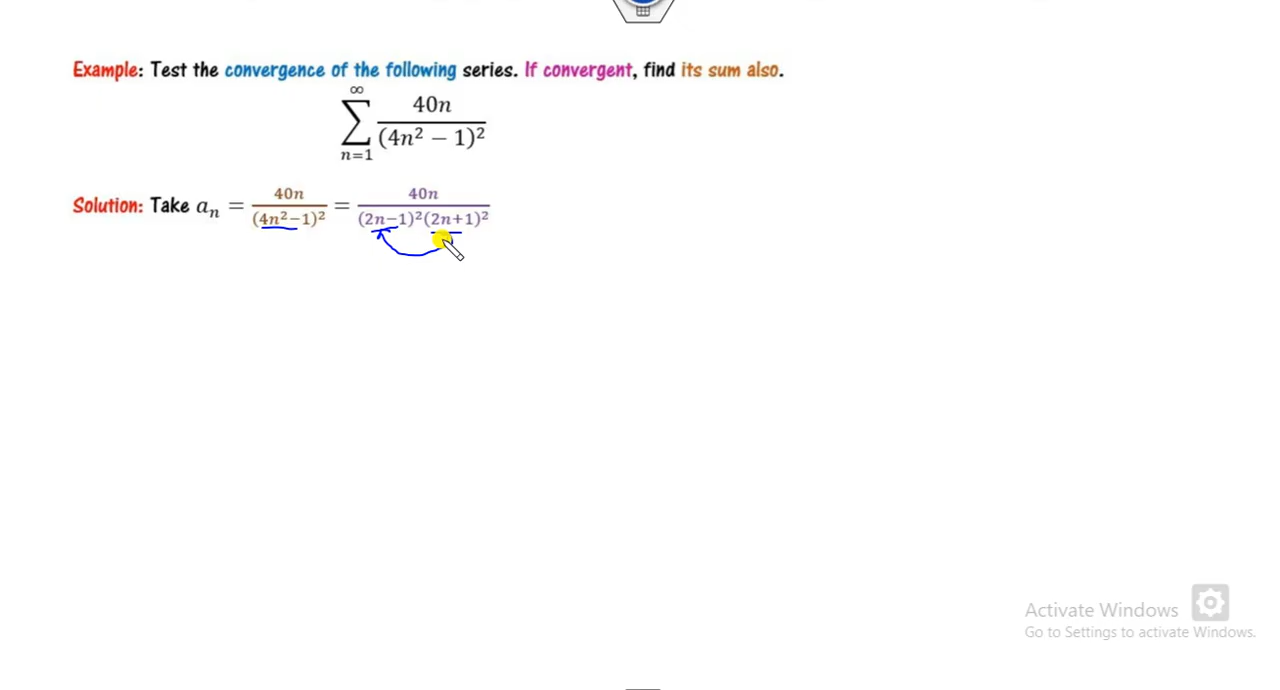 Example: Test the convergence of the following series. If convergent, find its sum also.
∞
∑ 40n/(4n² − 1)²
n=1
Solution: Take aₙ = 40n/(4n²−1)² = 40n/(2n−1)²(2n+1)²
Activate Windows
Go to Settings to activate Windows.